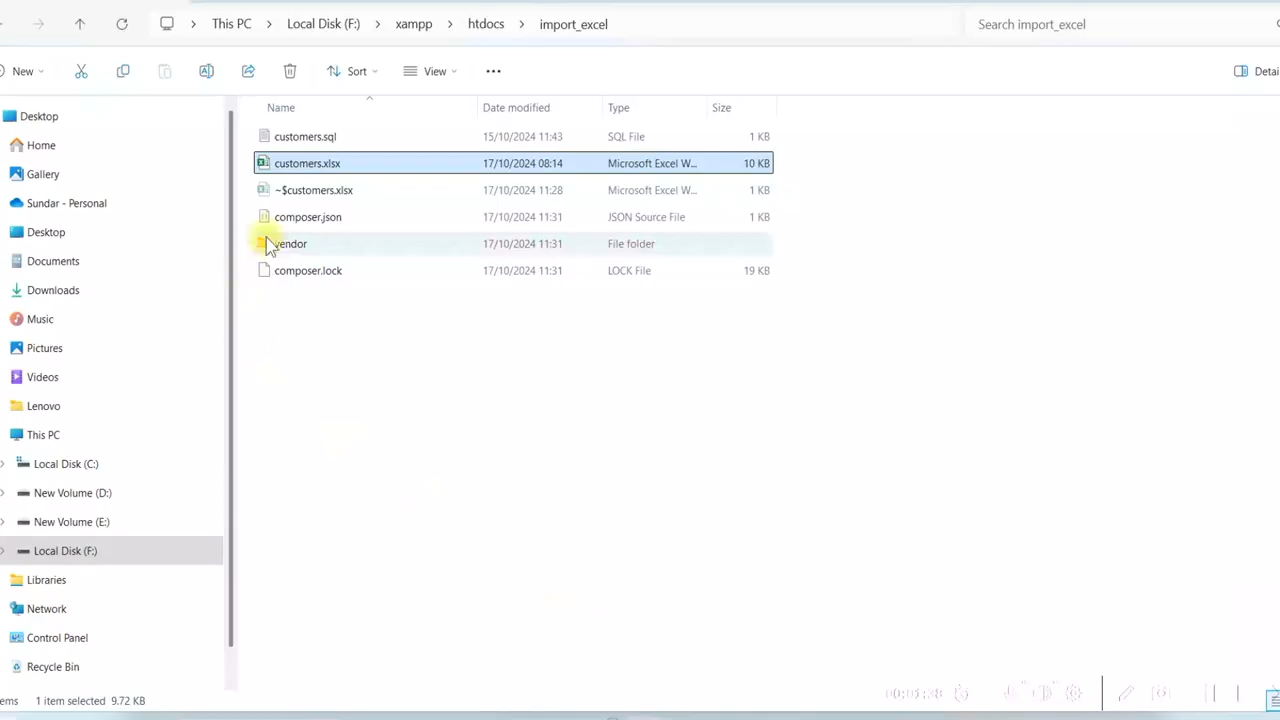 This PC > Local Disk (F:) > xampp > htdocs > import_excel
Search import_excel
New
Sort
View
Detai
Name
Date modified
Type
Size
customers.sql 15/10/2024 11:43 SQL File 1 KB
customers.xlsx 17/10/2024 08:14 Microsoft Excel W... 10 KB
~$customers.xlsx 17/10/2024 11:28 Microsoft Excel W... 1 KB
composer.json 17/10/2024 11:31 JSON Source File 1 KB
vendor 17/10/2024 11:31 File folder
composer.lock 17/10/2024 11:31 LOCK File 19 KB
Desktop
Home
Gallery
Sundar - Personal
Desktop
Documents
Downloads
Music
Pictures
Videos
Lenovo
This PC
Local Disk (C:)
New Volume (D:)
New Volume (E:)
Local Disk (F:)
Libraries
Network
Control Panel
Recycle Bin
ems 1 item selected 9.72 KB